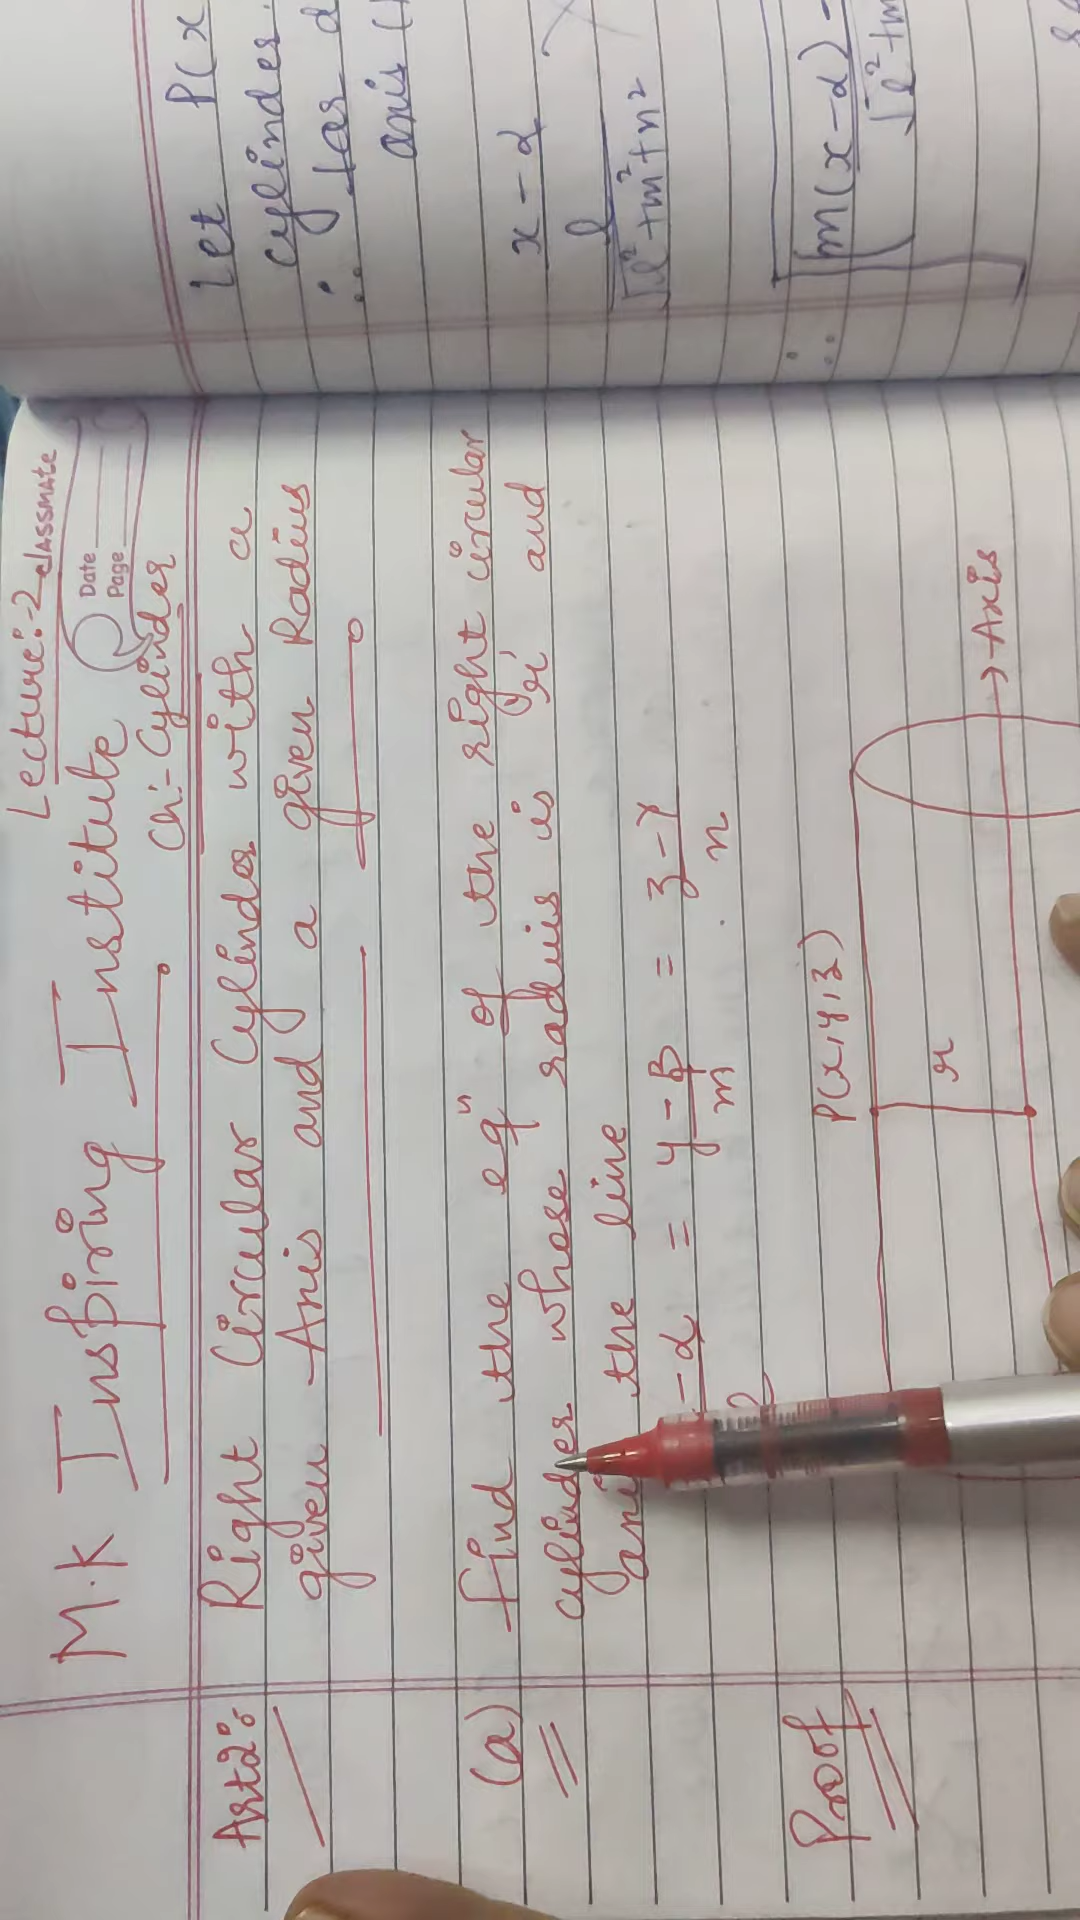 Lecture:-2
classmate
Date
Page
M.K Inspiring Institute
Ch:- Cylinder
Art2: Right Circular Cylinder with a
given Axis and a given Radius
(a) Find the eqn of the right circular
cylinder whose radius is r and
axis the line
-α = y-β = z-γ
m n
Proof
P(x,y,z)
r
→ Axis
Let P(x
cylinder.
∴ for d
axis (
x-α
l
√l²+m²+n²
∴ [m(x-α)-
√l²+m